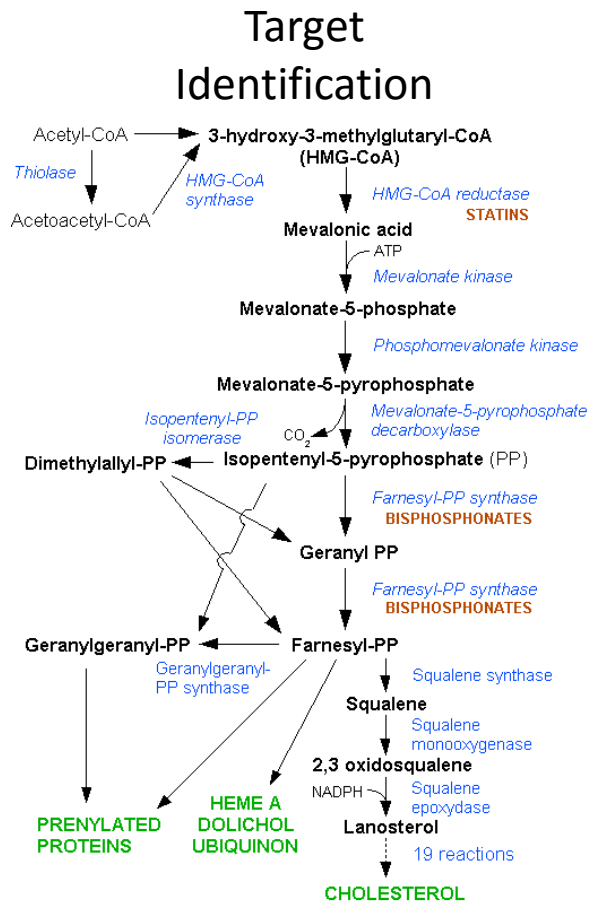 Target
Identification
Acetyl-CoA
3-hydroxy-3-methylglutaryl-CoA
(HMG-CoA)
Thiolase
HMG-CoA
synthase
HMG-CoA reductase
STATINS
Acetoacetyl-CoA
Mevalonic acid
ATP
Mevalonate kinase
Mevalonate-5-phosphate
Phosphomevalonate kinase
Mevalonate-5-pyrophosphate
Isopentenyl-PP
isomerase
CO2
Mevalonate-5-pyrophosphate
decarboxylase
Dimethylallyl-PP
Isopentenyl-5-pyrophosphate (PP)
Farnesyl-PP synthase
BISPHOSPHONATES
Geranyl PP
Farnesyl-PP synthase
BISPHOSPHONATES
Geranylgeranyl-PP
Farnesyl-PP
Geranylgeranyl-
PP synthase
Squalene synthase
Squalene
Squalene
monooxygenase
2,3 oxidosqualene
NADPH
Squalene
epoxydase
Lanosterol
PRENYLATED
PROTEINS
HEME A
DOLICHOL
UBIQUINON
19 reactions
CHOLESTEROL